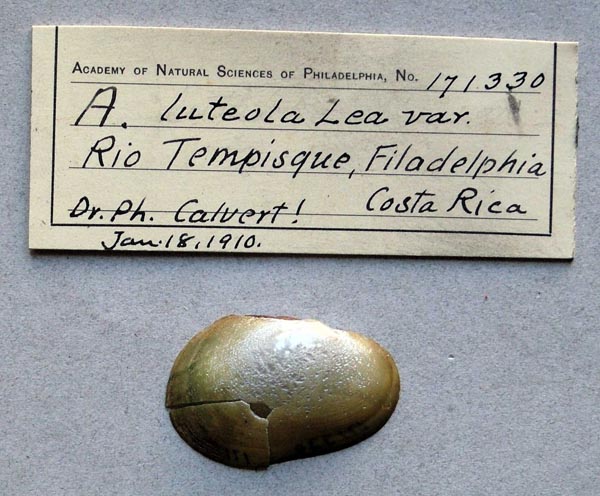 Academy of Natural Sciences of Philadelphia, No. 171330
A. luteola Lea var.
Rio Tempisque, Filadelphia
Costa Rica
Dr. Ph. Calvert!
Jan. 18, 1910.